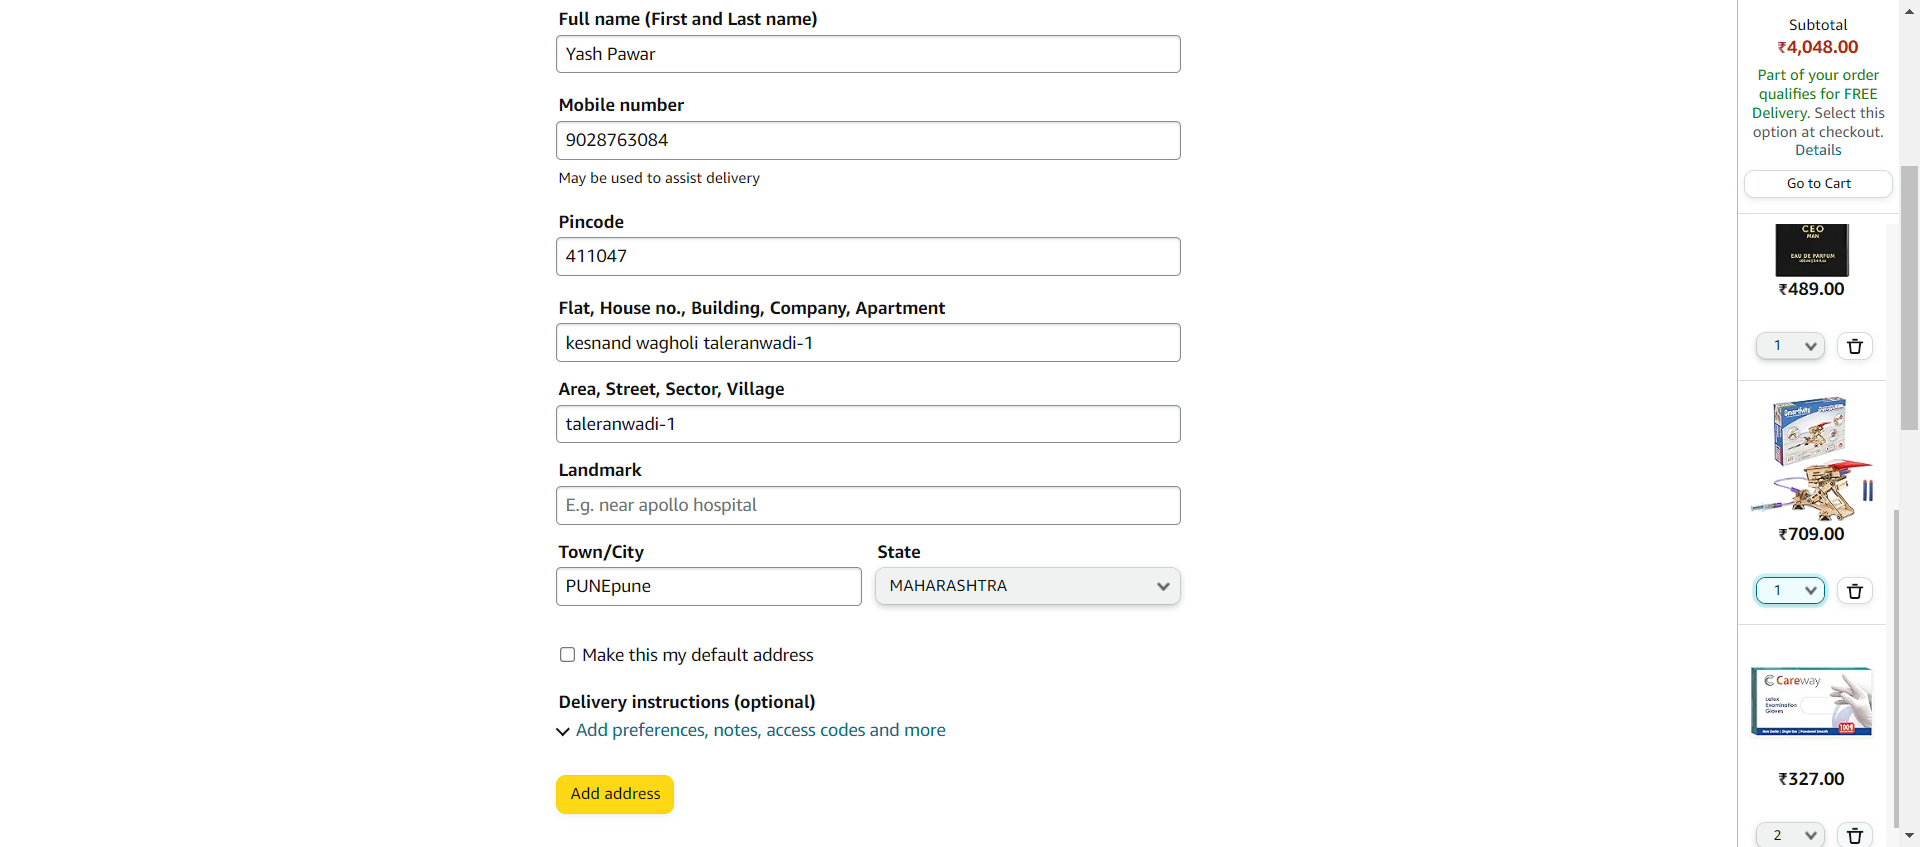 Full name (First and Last name)
Yash Pawar
Mobile number
9028763084
May be used to assist delivery
Pincode
411047
Flat, House no., Building, Company, Apartment
kesnand wagholi taleranwadi-1
Area, Street, Sector, Village
taleranwadi-1
Landmark
E.g. near apollo hospital
Town/City
State
PUNEpune
MAHARASHTRA
Make this my default address
Delivery instructions (optional)
Add preferences, notes, access codes and more
Add address
Subtotal
₹4,048.00
Part of your order
qualifies for FREE
Delivery. Select this
option at checkout.
Details
Go to Cart
CEO
MAN
EAU DE PARFUM
₹489.00
1
Smartivity
₹709.00
1
Careway
Latex
Examination
Gloves
₹327.00
2